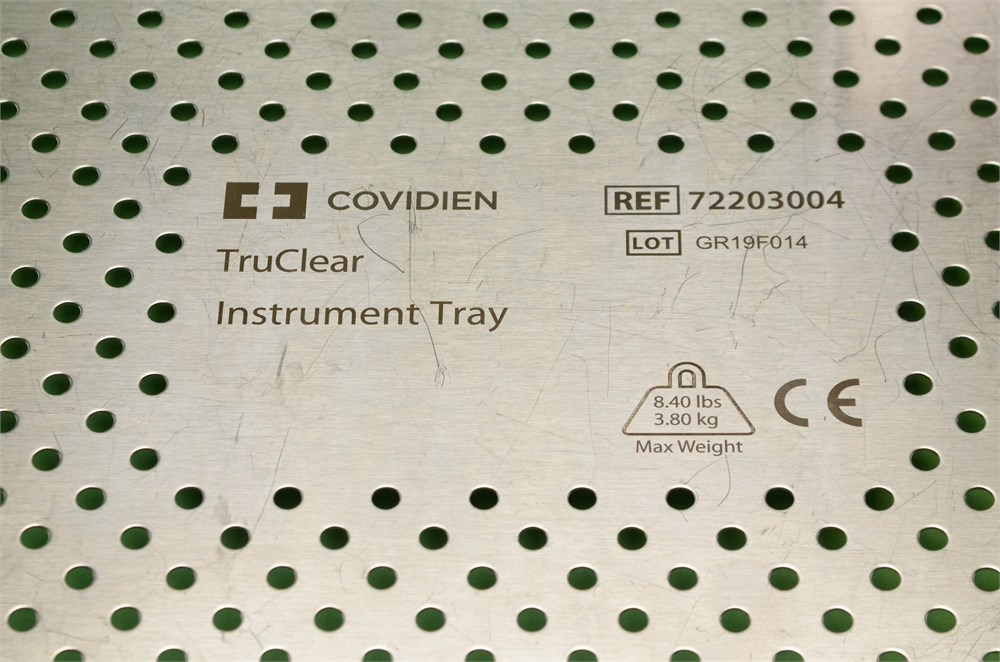 COVIDIEN
TruClear
Instrument Tray
REF 72203004
LOT GR19F014
8.40 lbs
3.80 kg
Max Weight
CE